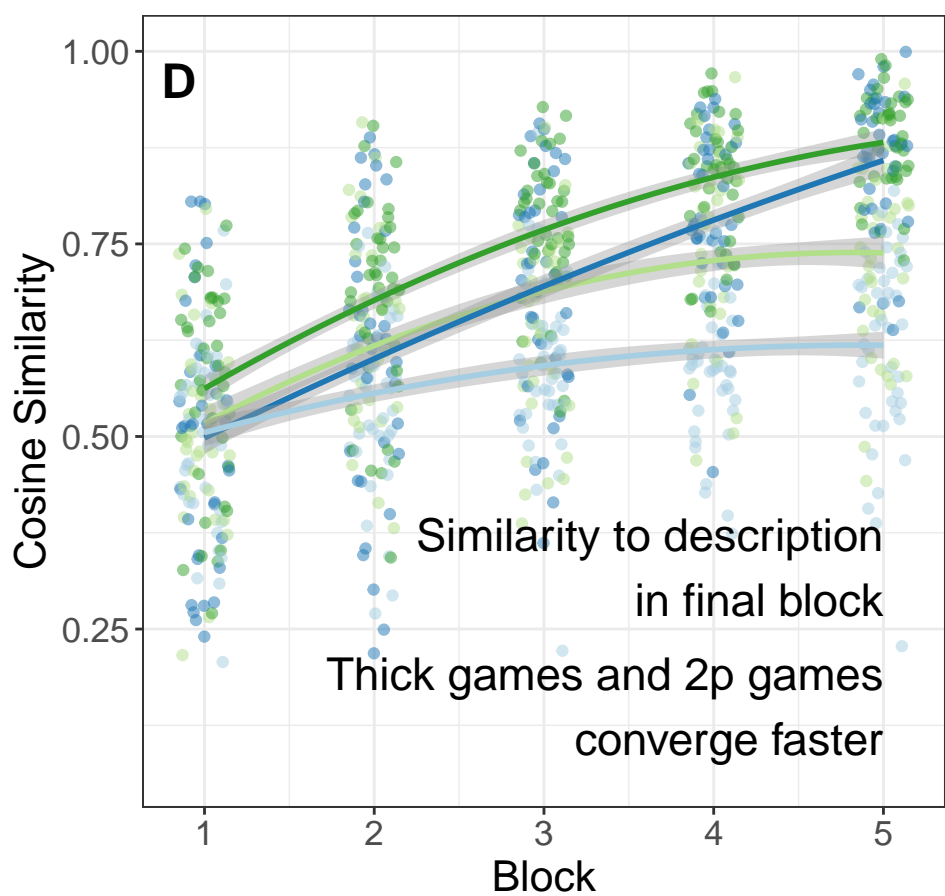 D
1.00
0.75
0.50
0.25
Cosine Similarity
Similarity to description
in final block
Thick games and 2p games
converge faster
1 2 3 4 5
Block